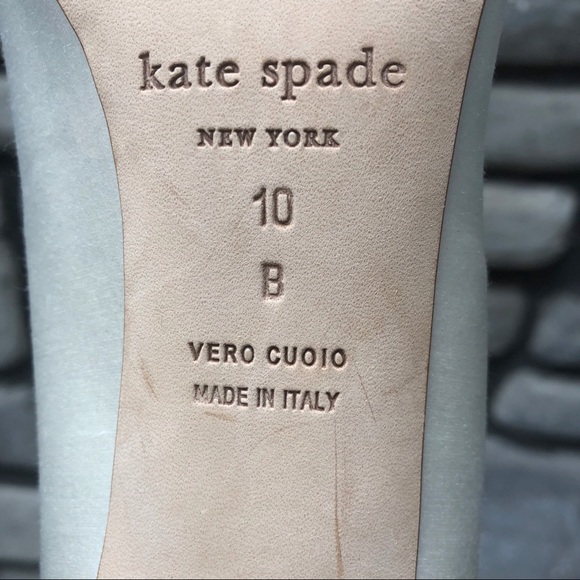 kate spade
NEW YORK
10
B
VERO CUOIO
MADE IN ITALY